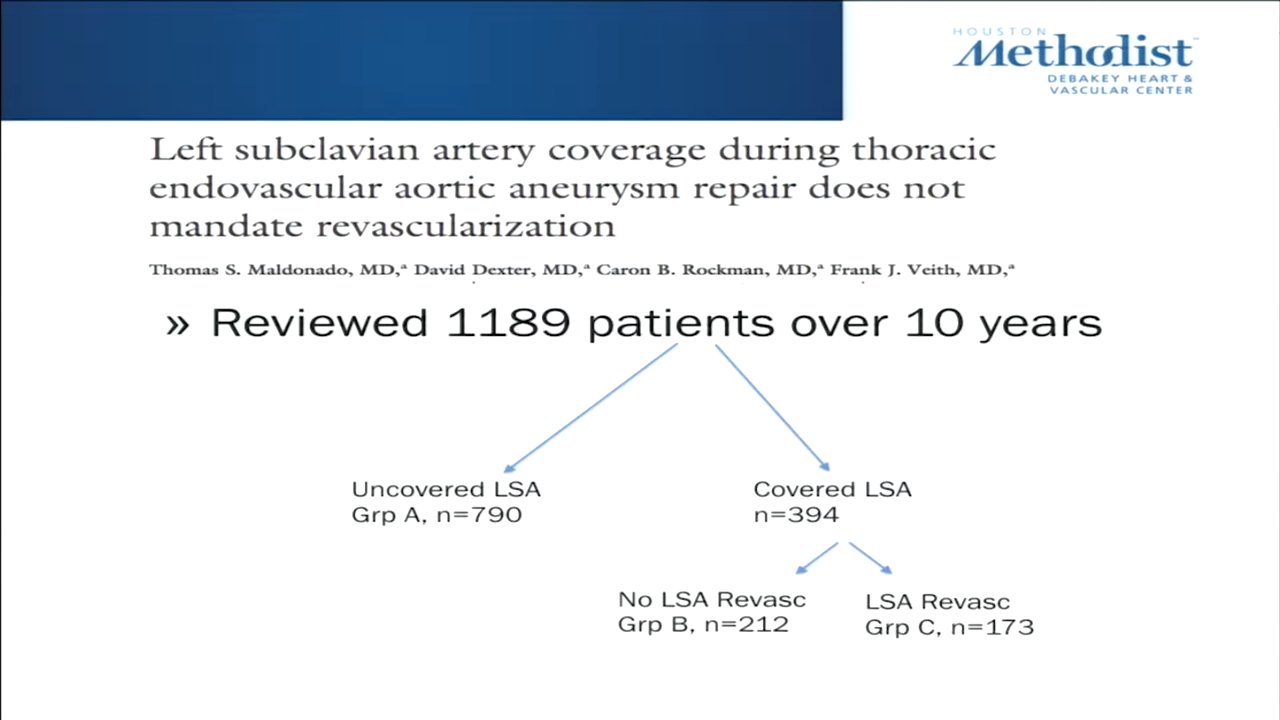 HOUSTON
Methodist
DEBAKEY HEART &
VASCULAR CENTER
Left subclavian artery coverage during thoracic
endovascular aortic aneurysm repair does not
mandate revascularization
Thomas S. Maldonado, MD,ª David Dexter, MD,ª Caron B. Rockman, MD,ª Frank J. Veith, MD,ª
» Reviewed 1189 patients over 10 years
Uncovered LSA
Grp A, n=790
Covered LSA
n=394
No LSA Revasc
Grp B, n=212
LSA Revasc
Grp C, n=173